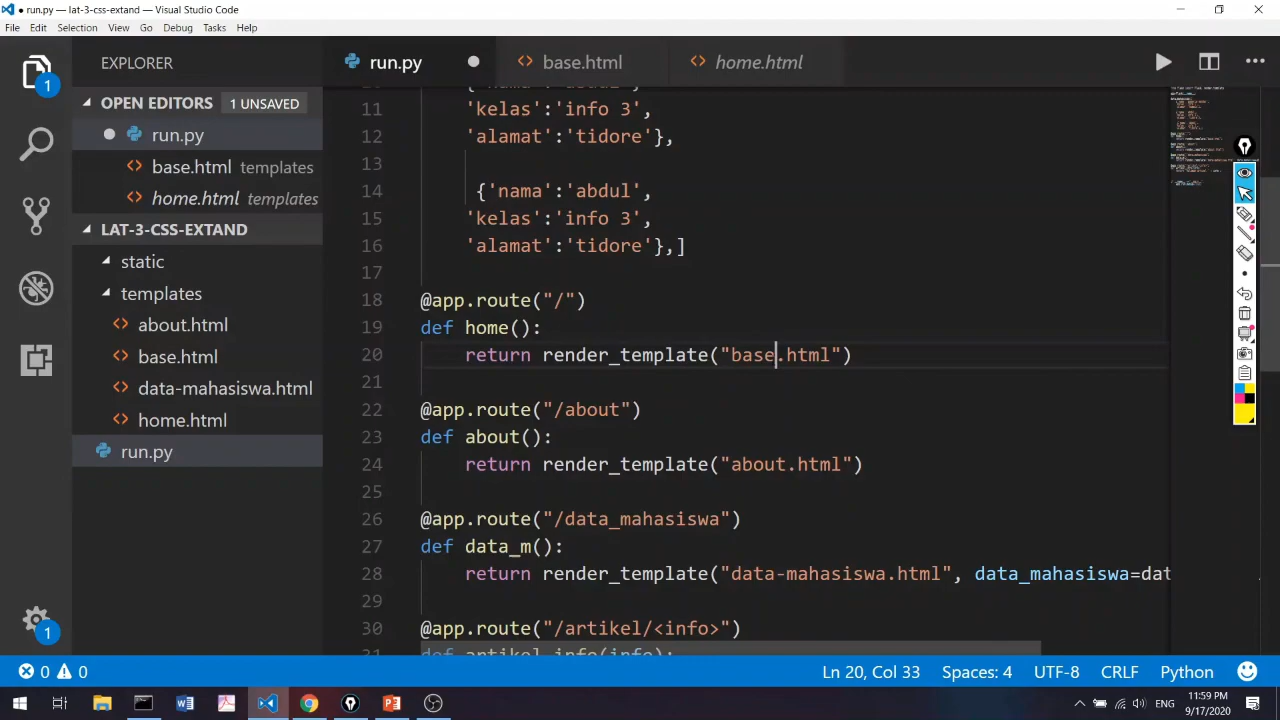 run.py — lat-3-css-extand — Visual Studio Code
File Edit Selection View Go Debug Tasks Help
EXPLORER
run.py
base.html
home.html
OPEN EDITORS 1 UNSAVED
run.py
base.html templates
home.html templates
LAT-3-CSS-EXTAND
static
templates
about.html
base.html
data-mahasiswa.html
home.html
run.py
1
1
11 'kelas':'info 3',
12 'alamat':'tidore'},
13
14 {'nama':'abdul',
15 'kelas':'info 3',
16 'alamat':'tidore'},]
17
18 @app.route("/")
19 def home():
20 return render_template("base.html")
21
22 @app.route("/about")
23 def about():
24 return render_template("about.html")
25
26 @app.route("/data_mahasiswa")
27 def data_m():
28 return render_template("data-mahasiswa.html", data_mahasiswa=dat
29
30 @app.route("/artikel/<info>")
31 def artikel_info(info):
0 0
Ln 20, Col 33 Spaces: 4 UTF-8 CRLF Python
ENG
11:59 PM
9/17/2020